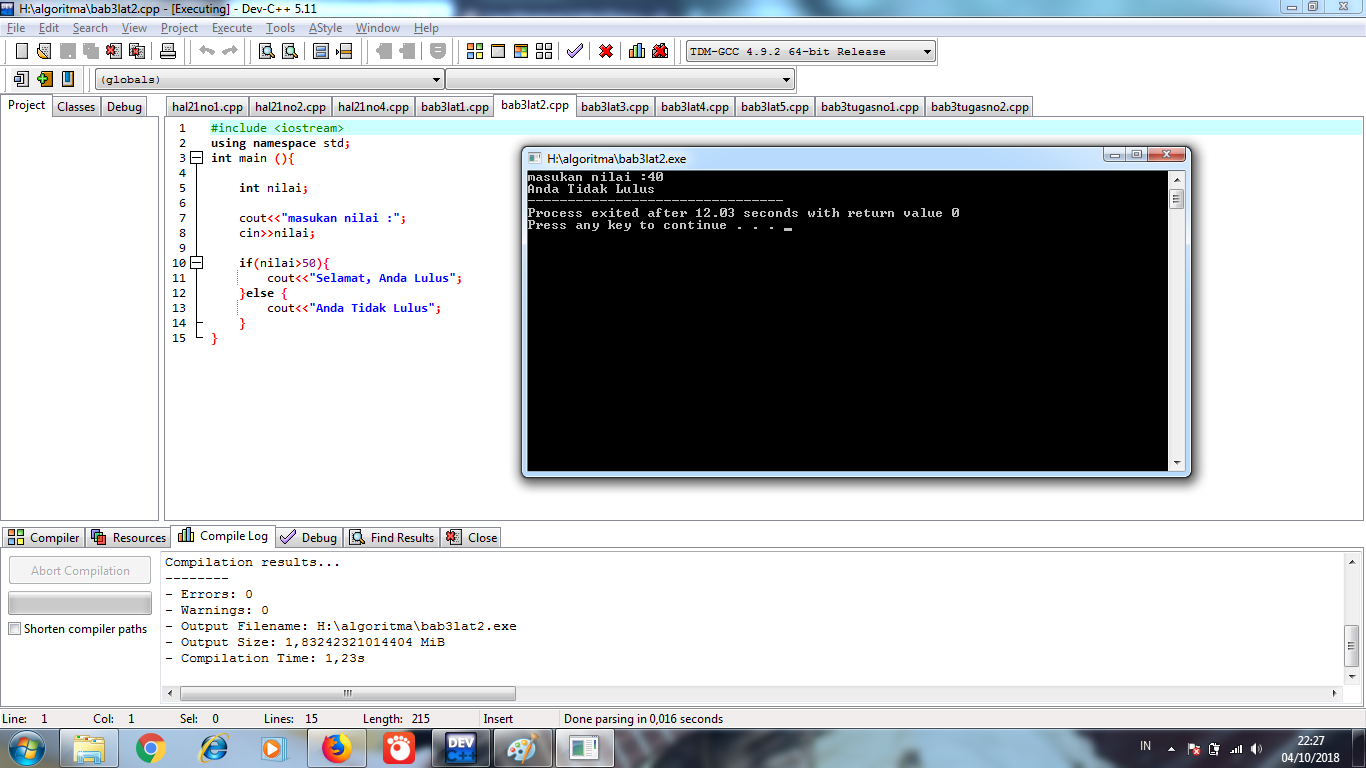 H:\algoritma\bab3lat2.cpp - [Executing] - Dev-C++ 5.11
File Edit Search View Project Execute Tools AStyle Window Help
TDM-GCC 4.9.2 64-bit Release
(globals)
Project Classes Debug
hal21no1.cpp hal21no2.cpp hal21no4.cpp bab3lat1.cpp bab3lat2.cpp bab3lat3.cpp bab3lat4.cpp bab3lat5.cpp bab3tugasno1.cpp bab3tugasno2.cpp
1 #include <iostream>
2 using namespace std;
3 int main (){
4
5 int nilai;
6
7 cout<<"masukan nilai :";
8 cin>>nilai;
9
10 if(nilai>50){
11 cout<<"Selamat, Anda Lulus";
12 }else {
13 cout<<"Anda Tidak Lulus";
14 }
15 }
H:\algoritma\bab3lat2.exe
masukan nilai :40
Anda Tidak Lulus
--------------------------------
Process exited after 12.03 seconds with return value 0
Press any key to continue . . .
Compiler Resources Compile Log Debug Find Results Close
Abort Compilation
Shorten compiler paths
Compilation results...
--------
- Errors: 0
- Warnings: 0
- Output Filename: H:\algoritma\bab3lat2.exe
- Output Size: 1,83242321014404 MiB
- Compilation Time: 1,23s
Line: 1 Col: 1 Sel: 0 Lines: 15 Length: 215 Insert Done parsing in 0,016 seconds
DEV C++
IN
22:27
04/10/2018